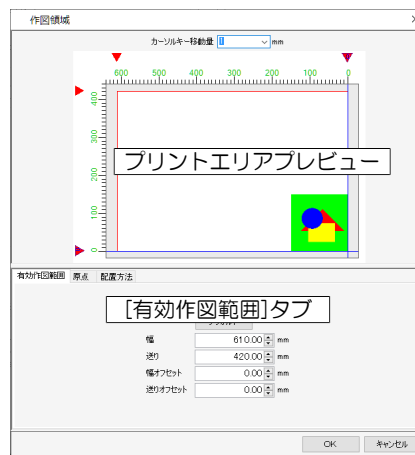 作図領域
カーソルキー移動量 1 mm
600 500 400 300 200 100 0
400
300
200
100
0
プリントエリアプレビュー
有効作図範囲 原点 配置方法
[有効作図範囲]タブ
幅 610.00 mm
送り 420.00 mm
幅オフセット 0.00 mm
送りオフセット 0.00 mm
OK キャンセル